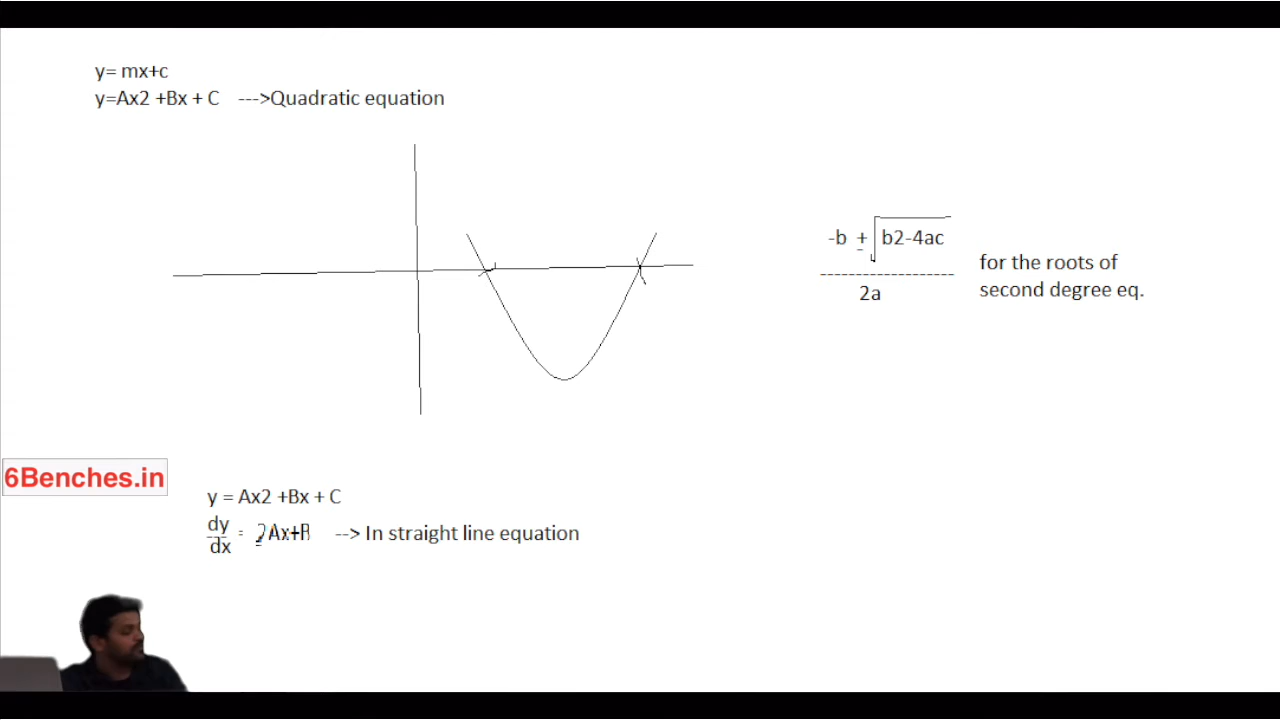 y= mx+c
y=Ax2 +Bx + C --->Quadratic equation
-b + b2-4ac
-------------------
2a
for the roots of
second degree eq.
6Benches.in
y = Ax2 +Bx + C
dy
dx
= 2Ax+B --> In straight line equation